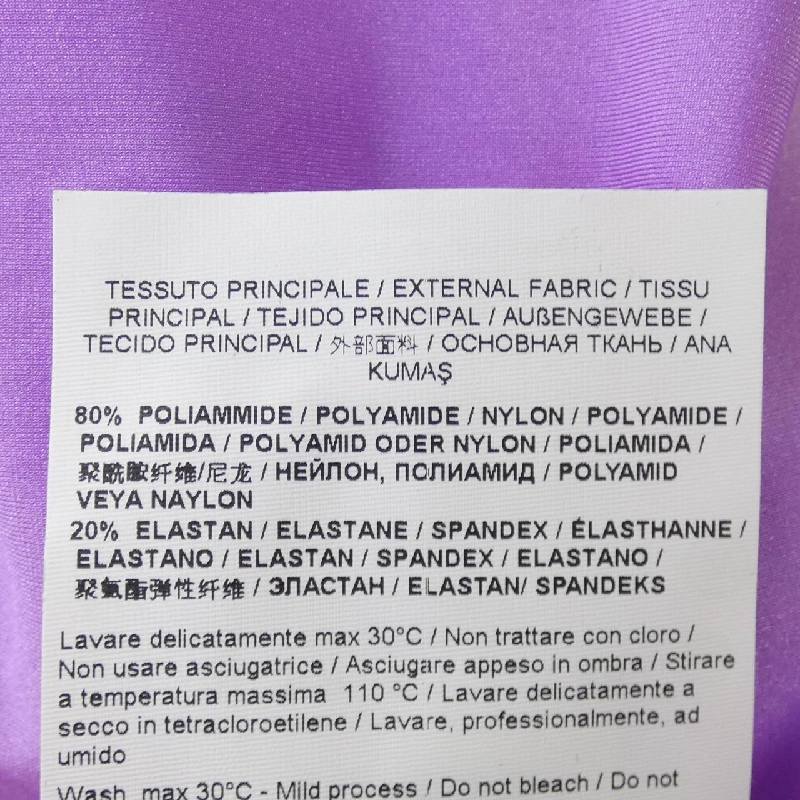 TESSUTO PRINCIPALE / EXTERNAL FABRIC / TISSU
PRINCIPAL / TEJIDO PRINCIPAL / AUßENGEWEBE /
TECIDO PRINCIPAL / 外部面料 / ОСНОВНАЯ ТКАНЬ / ANA
KUMAŞ
80% POLIAMMIDE / POLYAMIDE / NYLON / POLYAMIDE /
POLIAMIDA / POLYAMID ODER NYLON / POLIAMIDA /
聚酰胺纤维/尼龙 / НЕЙЛОН, ПОЛИАМИД / POLYAMID
VEYA NAYLON
20% ELASTAN / ELASTANE / SPANDEX / ÉLASTHANNE /
ELASTANO / ELASTAN / SPANDEX / ELASTANO /
聚氨酯弹性纤维 / ЭЛАСТАН / ELASTAN/ SPANDEKS
Lavare delicatamente max 30°C / Non trattare con cloro /
Non usare asciugatrice / Asciugare appeso in ombra / Stirare
a temperatura massima 110 °C / Lavare delicatamente a
secco in tetracloroetilene / Lavare, professionalmente, ad
umido
Wash max 30°C - Mild process / Do not bleach / Do not